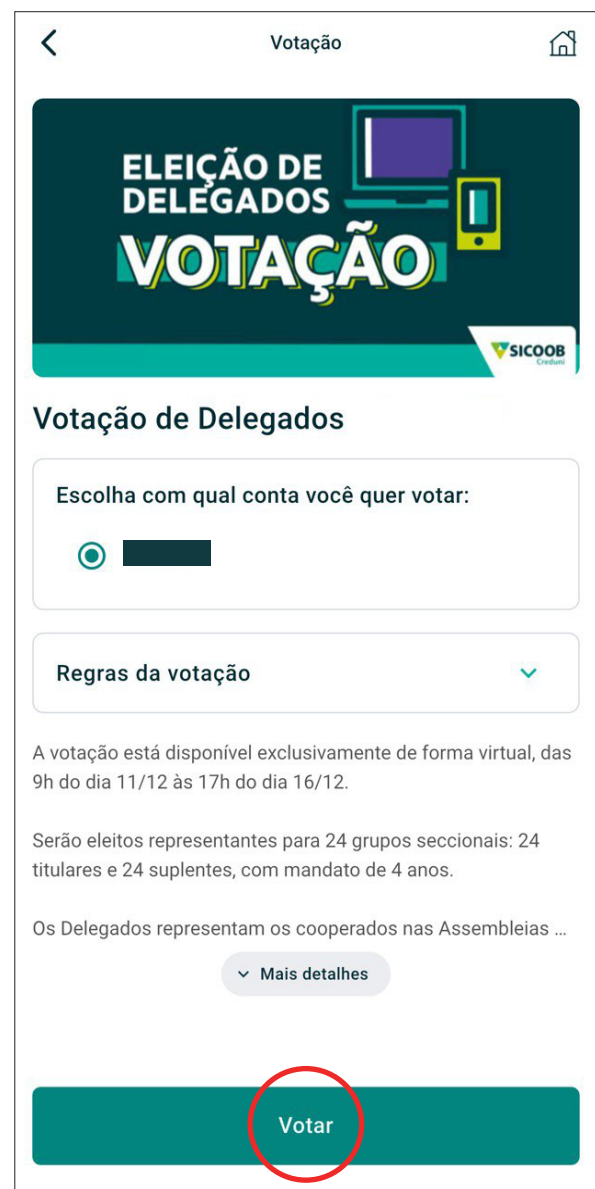 Votação
ELEIÇÃO DE
DELEGADOS
VOTAÇÃO
SICOOB
Creduni
Votação de Delegados
Escolha com qual conta você quer votar:
Regras da votação
A votação está disponível exclusivamente de forma virtual, das
9h do dia 11/12 às 17h do dia 16/12.
Serão eleitos representantes para 24 grupos seccionais: 24
titulares e 24 suplentes, com mandato de 4 anos.
Os Delegados representam os cooperados nas Assembleias ...
Mais detalhes
Votar